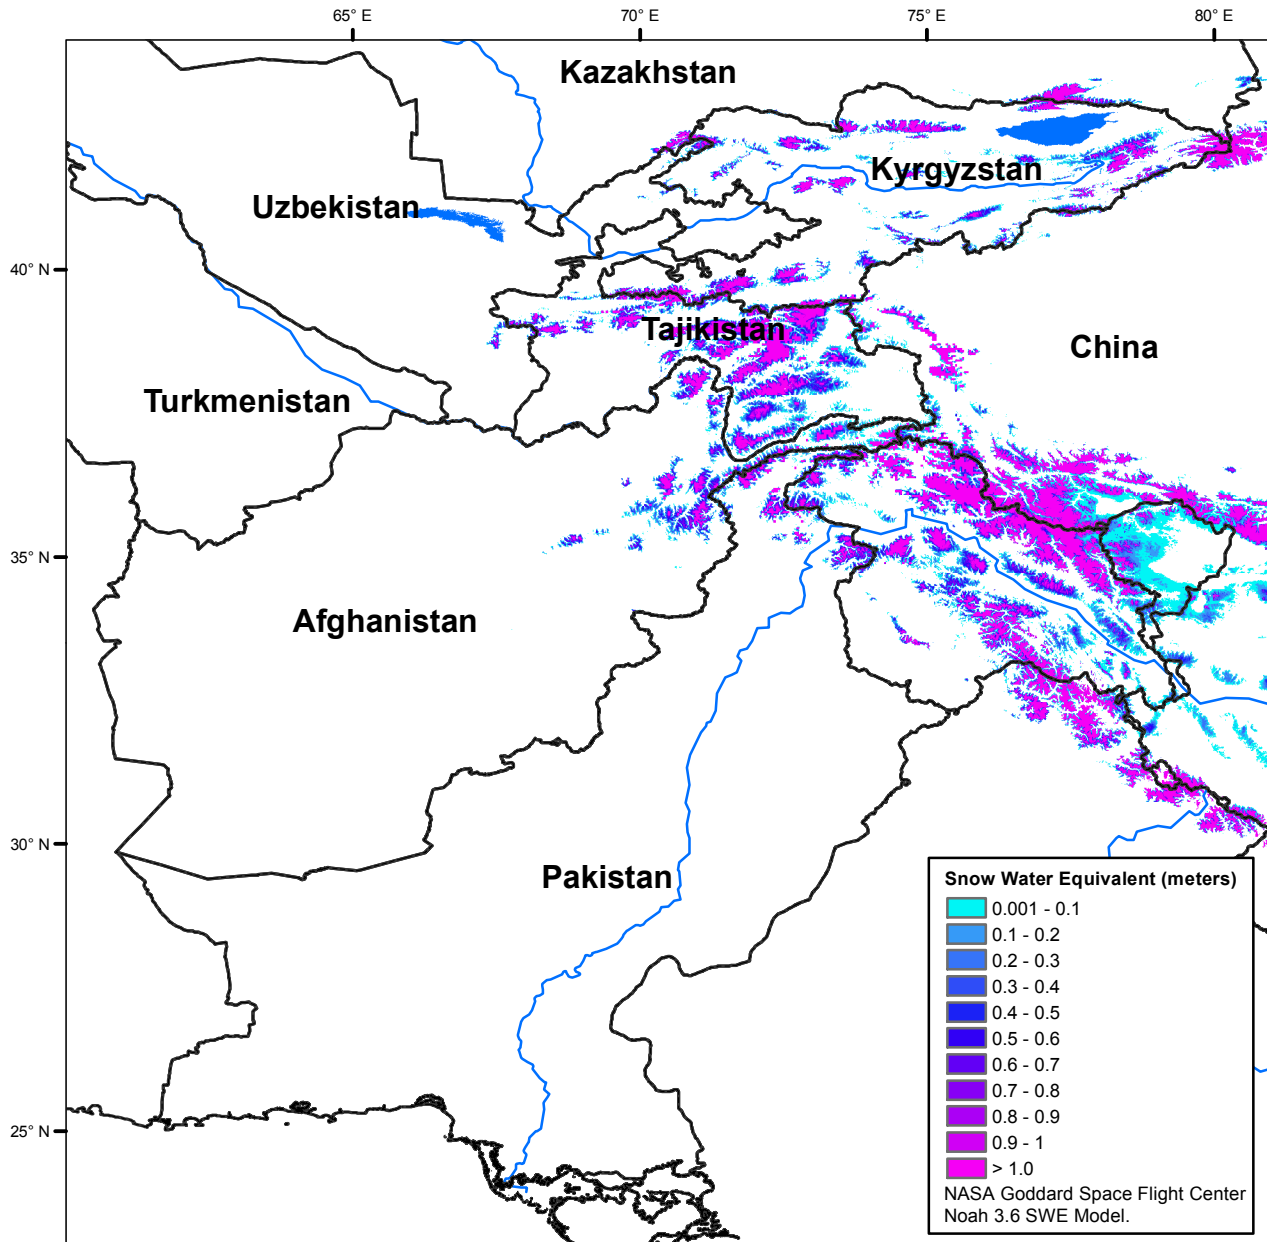 65° E
70° E
75° E
80° E
Kazakhstan
Kyrgyzstan
Uzbekistan
40° N
Tajikistan
China
Turkmenistan
35° N
Afghanistan
30° N
Pakistan
25° N
Snow Water Equivalent (meters)
0.001 - 0.1
0.1 - 0.2
0.2 - 0.3
0.3 - 0.4
0.4 - 0.5
0.5 - 0.6
0.6 - 0.7
0.7 - 0.8
0.8 - 0.9
0.9 - 1
> 1.0
NASA Goddard Space Flight Center
Noah 3.6 SWE Model.